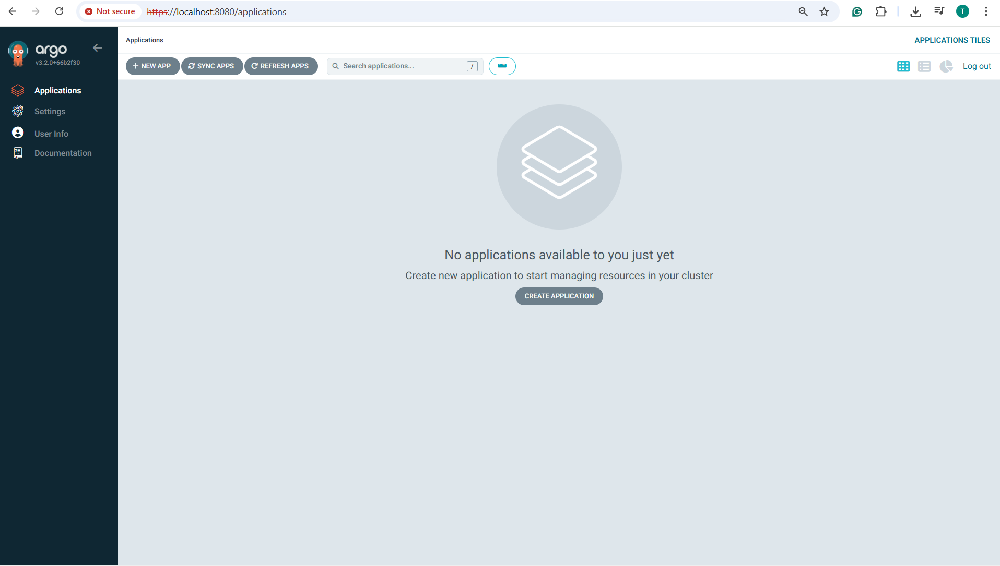 Not secure https://localhost:8080/applications T
argo
v3.2.0+66b2f30
Applications
Settings
User Info
Documentation
Applications APPLICATIONS TILES
+ NEW APP SYNC APPS REFRESH APPS Search applications... / Log out
No applications available to you just yet
Create new application to start managing resources in your cluster
CREATE APPLICATION